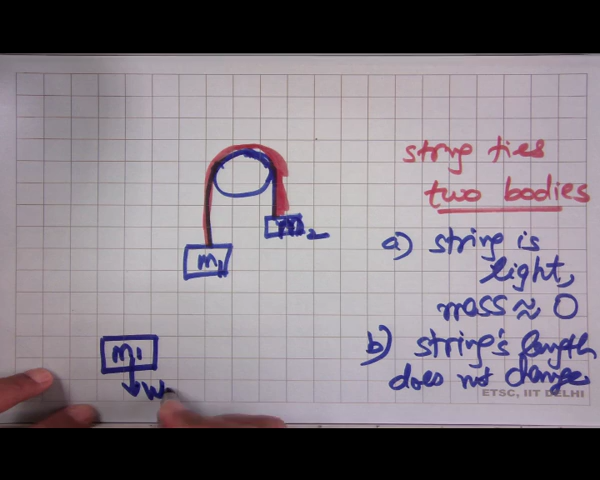 string ties
two bodies
a) string is
light,
mass ≈ 0
b) string's length
does not change
m2
m1
m1
W
ETSC, IIT DELHI